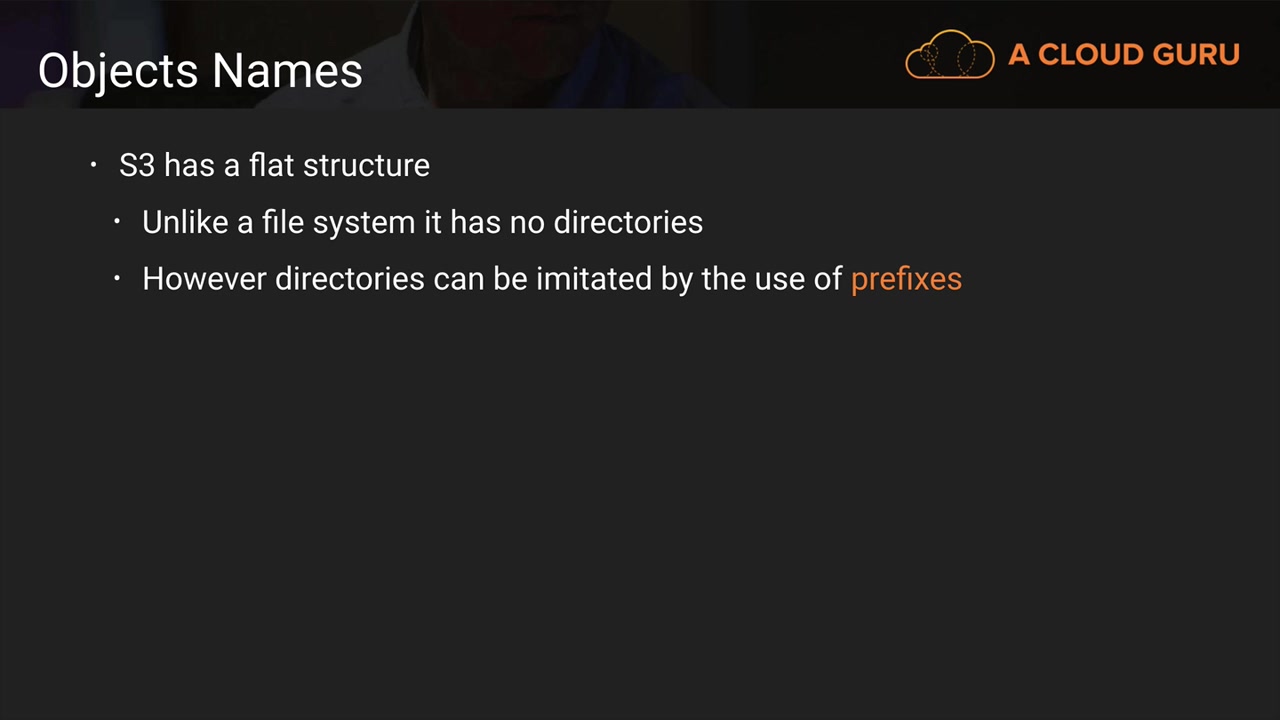 Objects Names
A CLOUD GURU
• S3 has a flat structure
• Unlike a file system it has no directories
• However directories can be imitated by the use of prefixes